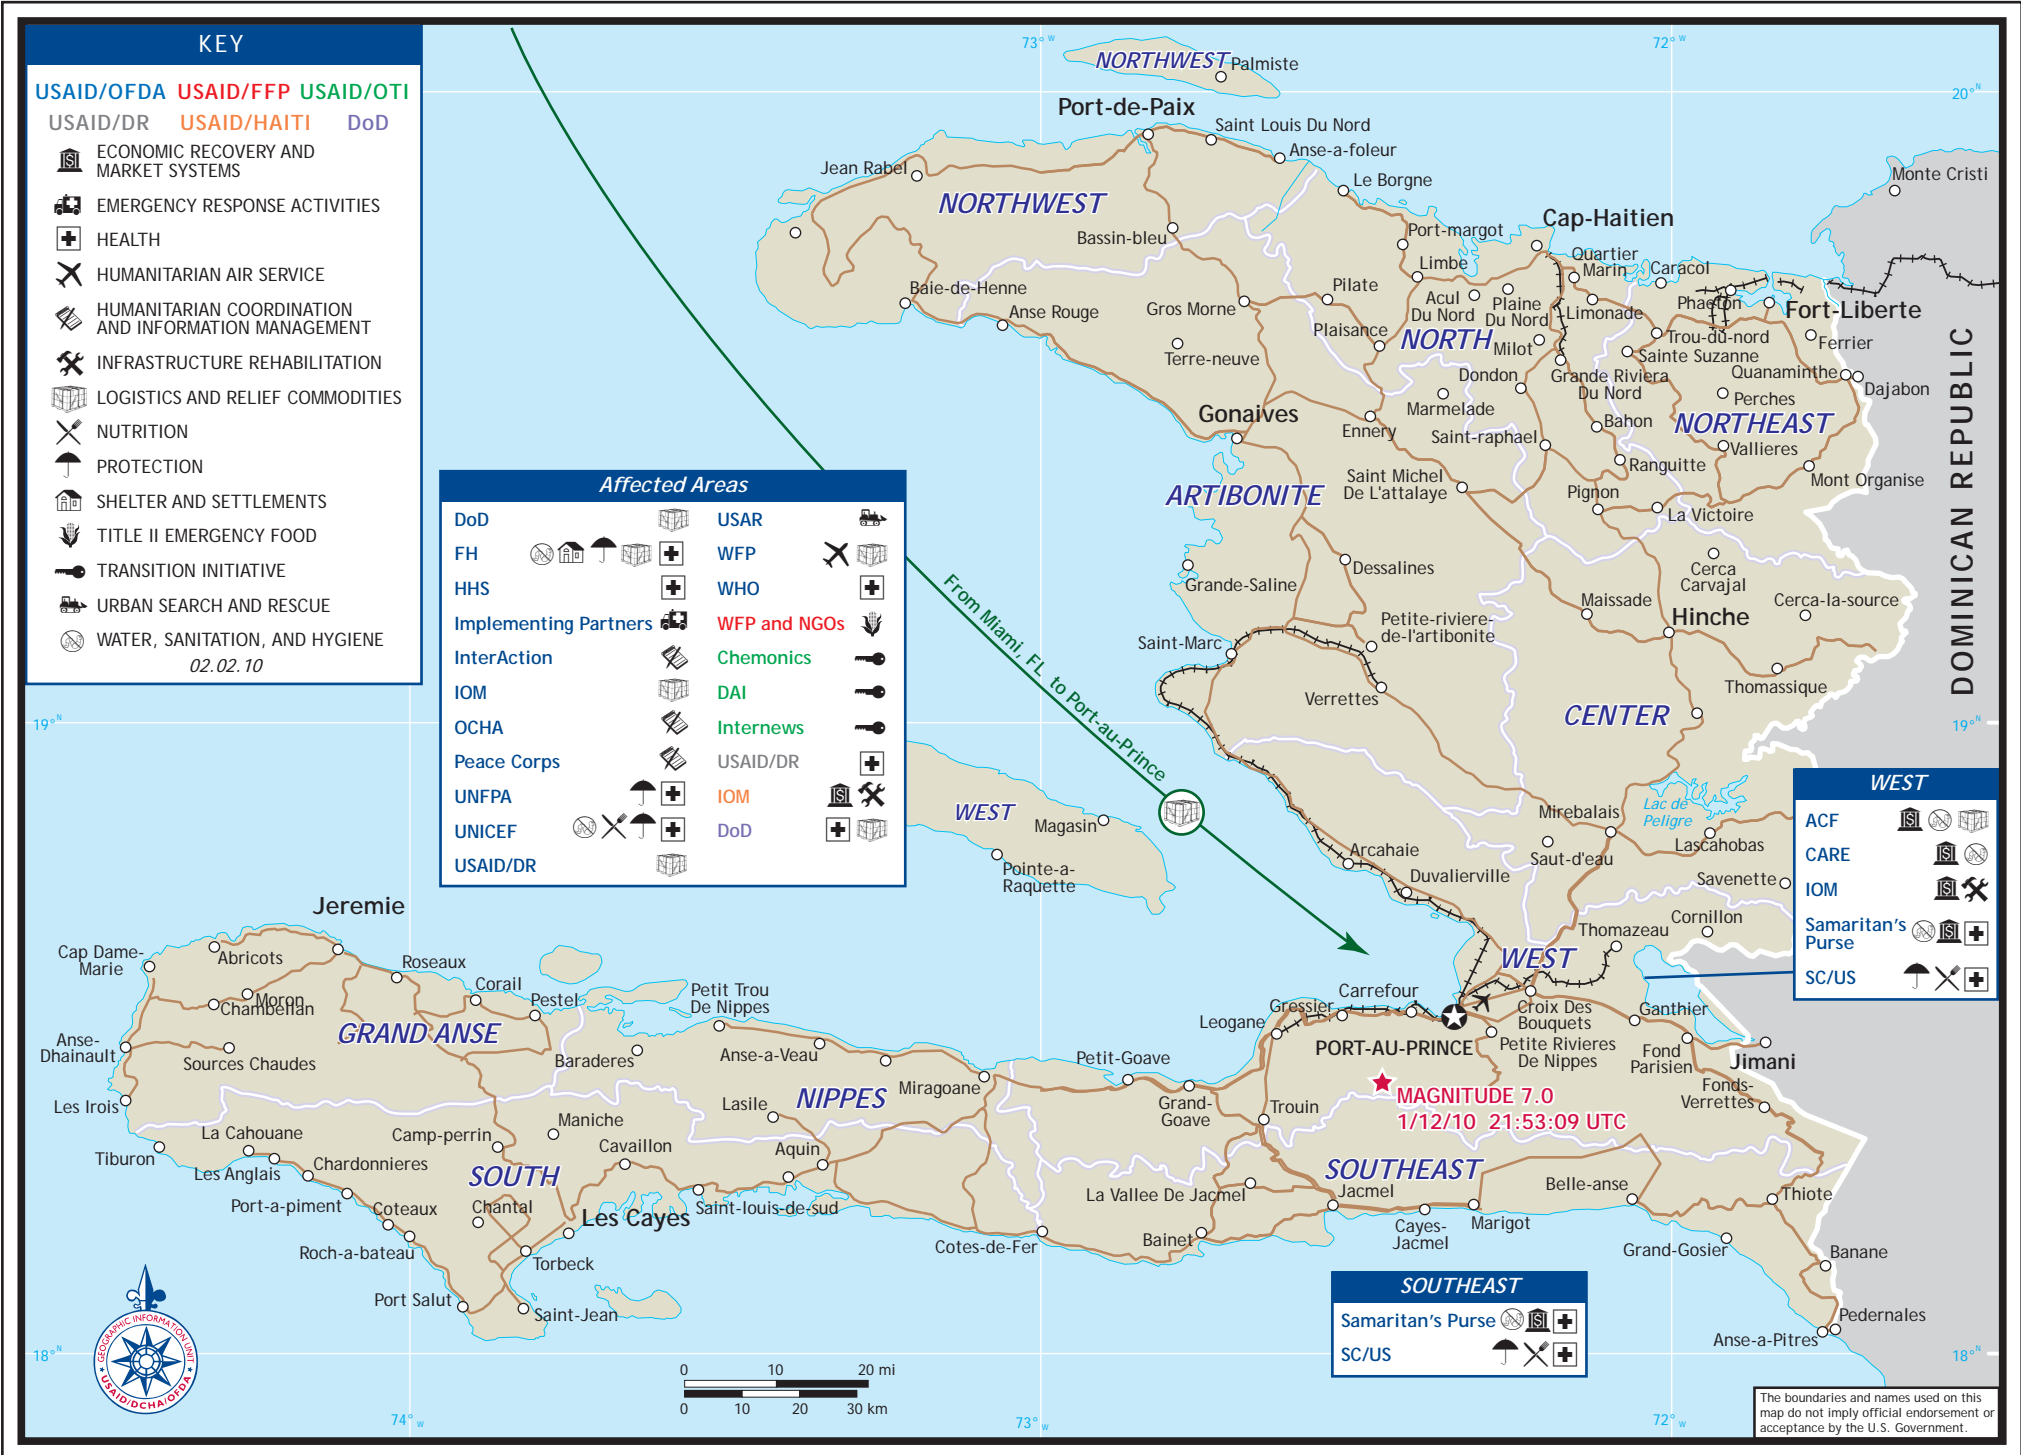 KEY
USAID/OFDA USAID/FFP USAID/OTI
USAID/DR USAID/HAITI DoD
ECONOMIC RECOVERY AND
MARKET SYSTEMS
EMERGENCY RESPONSE ACTIVITIES
HEALTH
HUMANITARIAN AIR SERVICE
HUMANITARIAN COORDINATION
AND INFORMATION MANAGEMENT
INFRASTRUCTURE REHABILITATION
LOGISTICS AND RELIEF COMMODITIES
NUTRITION
PROTECTION
SHELTER AND SETTLEMENTS
TITLE II EMERGENCY FOOD
TRANSITION INITIATIVE
URBAN SEARCH AND RESCUE
WATER, SANITATION, AND HYGIENE
02.02.10
Affected Areas
DoD
FH
HHS
Implementing Partners
InterAction
IOM
OCHA
Peace Corps
UNFPA
UNICEF
USAID/DR
USAR
WFP
WHO
WFP and NGOs
Chemonics
DAI
Internews
USAID/DR
IOM
DoD
From Miami, FL to Port-au-Prince
73° W
72° W
20° N
NORTHWEST
Palmiste
Port-de-Paix
Saint Louis Du Nord
Anse-a-foleur
Jean Rabel
Le Borgne
Monte Cristi
NORTHWEST
Cap-Haitien
Bassin-bleu
Port-margot
Quartier
Marin
Limbe
Caracol
Baie-de-Henne
Pilate
Acul
Du Nord
Plaine
Du Nord
Phaeton
Anse Rouge
Gros Morne
Limonade
Fort-Liberte
Plaisance
NORTH
Milot
Trou-du-nord
Ferrier
Terre-neuve
Sainte Suzanne
Dondon
Grande Riviera
Du Nord
Quanaminthe
Dajabon
Perches
Marmelade
Gonaives
Ennery
Saint-raphael
Bahon
NORTHEAST
Vallieres
Ranguitte
Mont Organise
Saint Michel
De L'attalaye
ARTIBONITE
Pignon
La Victoire
DOMINICAN REPUBLIC
Dessalines
Cerca
Carvajal
Grande-Saline
Maissade
Cerca-la-source
Petite-riviere-
de-l'artibonite
Hinche
Saint-Marc
Verrettes
Thomassique
CENTER
19° N
19° N
WEST
Magasin
Pointe-a-
Raquette
Mirebalais
Lac de
Peligre
Lascahobas
Saut-d'eau
Arcahaie
Duvalierville
Savenette
Cornillon
Thomazeau
WEST
WEST
ACF
CARE
IOM
Samaritan's
Purse
SC/US
Jeremie
Cap Dame-
Marie
Abricots
Roseaux
Corail
Moron
Chambellan
Pestel
Petit Trou
De Nippes
GRAND ANSE
Anse-
Dhainault
Sources Chaudes
Baraderes
Anse-a-Veau
Miragoane
Petit-Goave
Leogane
Gressier
Carrefour
PORT-AU-PRINCE
Croix Des
Bouquets
Ganthier
Petite Rivieres
De Nippes
Fond
Parisien
Jimani
Fonds-
Verrettes
Les Irois
Lasile
NIPPES
Grand-
Goave
Trouin
MAGNITUDE 7.0
1/12/10 21:53:09 UTC
La Cahouane
Camp-perrin
Maniche
Cavaillon
Aquin
Tiburon
Les Anglais
Chardonnieres
SOUTH
SOUTHEAST
Port-a-piment
Coteaux
Chantal
Les Cayes
Saint-louis-de-sud
La Vallee De Jacmel
Jacmel
Belle-anse
Thiote
Roch-a-bateau
Cotes-de-Fer
Bainet
Cayes-
Jacmel
Marigot
Grand-Gosier
Banane
Torbeck
Port Salut
Saint-Jean
Pedernales
Anse-a-Pitres
SOUTHEAST
Samaritan's Purse
SC/US
GEOGRAPHIC INFORMATION UNIT
USAID/DCHA/OFDA
0 10 20 mi
0 10 20 30 km
18° N
18° N
74° W
73° W
72° W
The boundaries and names used on this
map do not imply official endorsement or
acceptance by the U.S. Government.